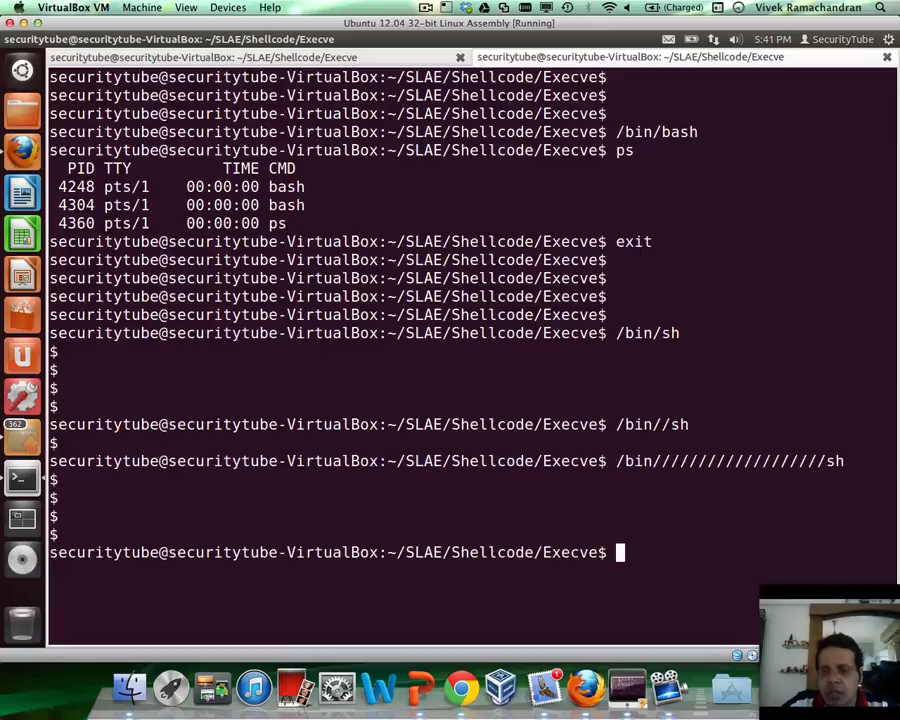 VirtualBox VM Machine View Devices Help (Charged) Vivek Ramachandran
Ubuntu 12.04 32-bit Linux Assembly [Running]
securitytube@securitytube-VirtualBox: ~/SLAE/Shellcode/Execve 5:41 PM SecurityTube
securitytube@securitytube-VirtualBox: ~/SLAE/Shellcode/Execve securitytube@securitytube-VirtualBox: ~/SLAE/Shellcode/Execve
securitytube@securitytube-VirtualBox:~/SLAE/Shellcode/Execve$
securitytube@securitytube-VirtualBox:~/SLAE/Shellcode/Execve$
securitytube@securitytube-VirtualBox:~/SLAE/Shellcode/Execve$
securitytube@securitytube-VirtualBox:~/SLAE/Shellcode/Execve$ /bin/bash
securitytube@securitytube-VirtualBox:~/SLAE/Shellcode/Execve$ ps
PID TTY TIME CMD
4248 pts/1 00:00:00 bash
4304 pts/1 00:00:00 bash
4360 pts/1 00:00:00 ps
securitytube@securitytube-VirtualBox:~/SLAE/Shellcode/Execve$ exit
securitytube@securitytube-VirtualBox:~/SLAE/Shellcode/Execve$
securitytube@securitytube-VirtualBox:~/SLAE/Shellcode/Execve$
securitytube@securitytube-VirtualBox:~/SLAE/Shellcode/Execve$
securitytube@securitytube-VirtualBox:~/SLAE/Shellcode/Execve$
securitytube@securitytube-VirtualBox:~/SLAE/Shellcode/Execve$ /bin/sh
$
$
$
$
securitytube@securitytube-VirtualBox:~/SLAE/Shellcode/Execve$ /bin//sh
$
securitytube@securitytube-VirtualBox:~/SLAE/Shellcode/Execve$ /bin///////////////////sh
$
$
$
$
securitytube@securitytube-VirtualBox:~/SLAE/Shellcode/Execve$
362